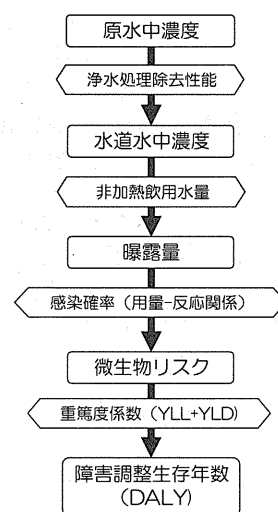 原水中濃度
浄水処理除去性能
水道水中濃度
非加熱飲用水量
曝露量
感染確率（用量-反応関係）
微生物リスク
重篤度係数（YLL+YLD)
障害調整生存年数
（DALY）